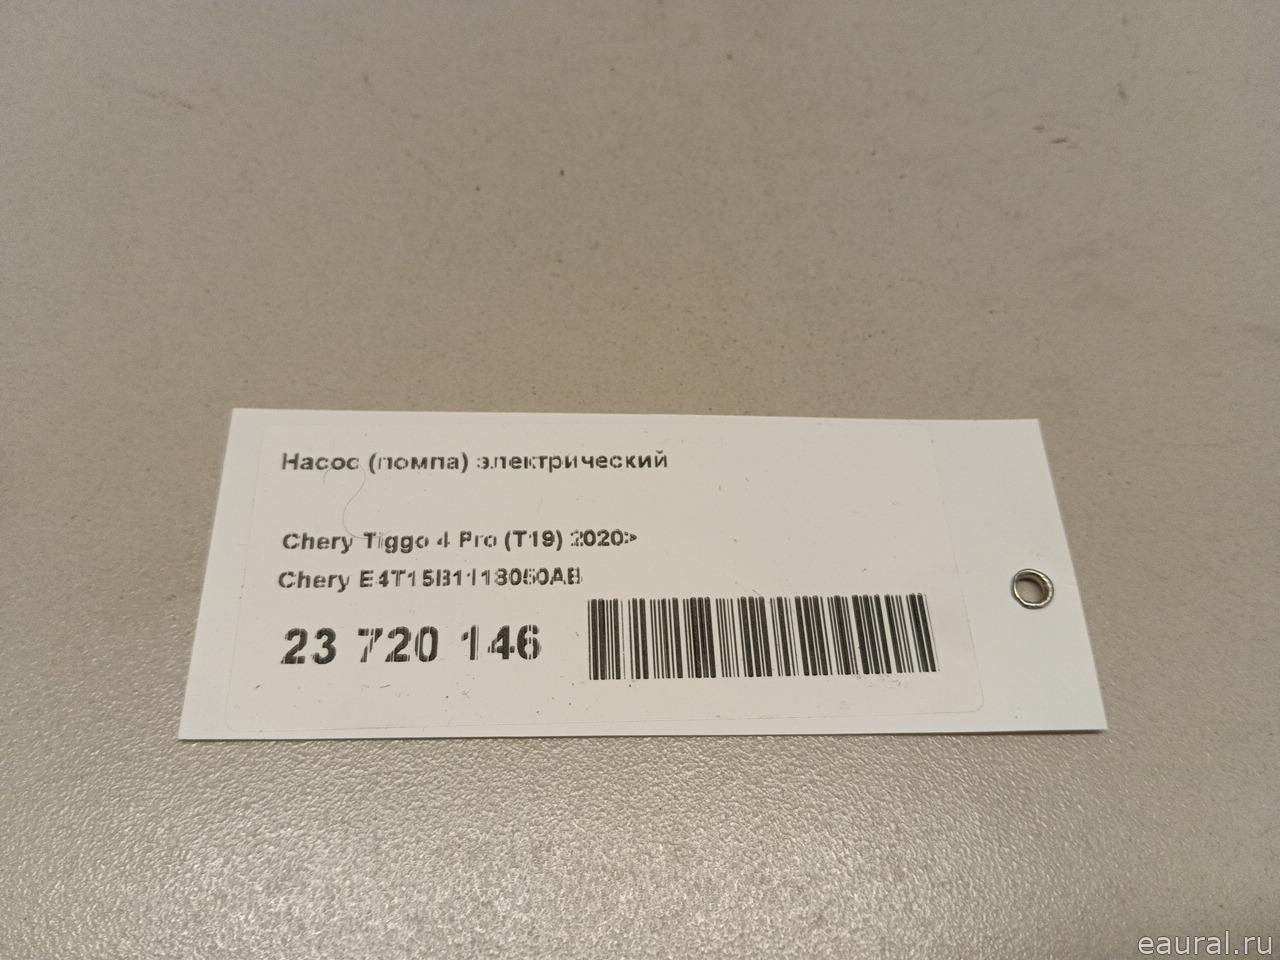 Насос (помпа) электрический
Chery Tiggo 4 Pro (T19) 2020>
Chery E4T15B1118050AB
23 720 146
eaural.ru